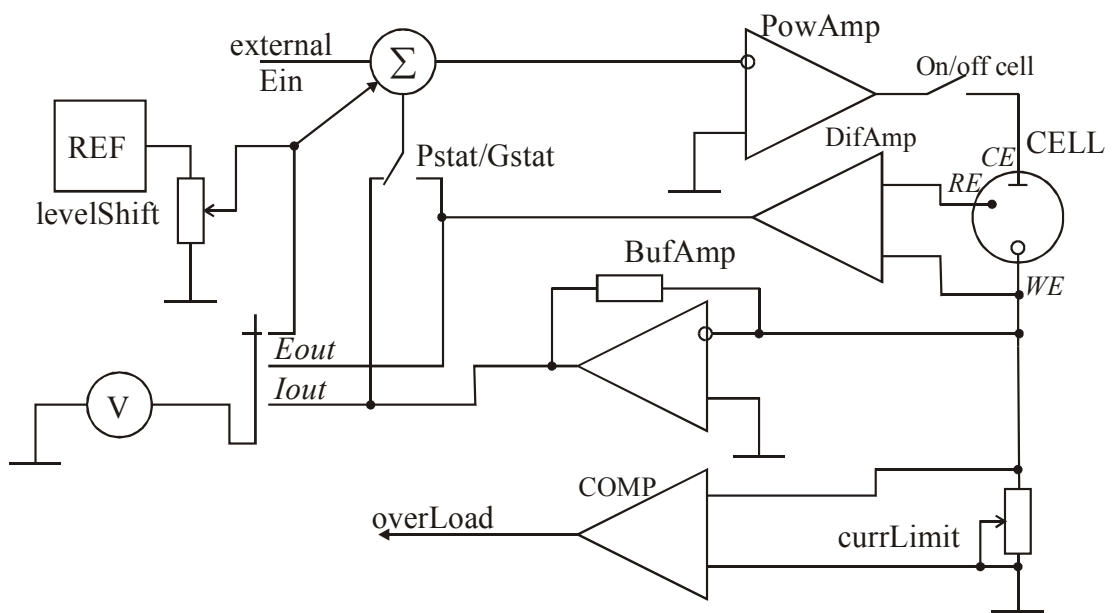 PowAmp
external
Ein
Σ
On/off cell
REF
Pstat/Gstat
DifAmp
CE
CELL
RE
levelShift
BufAmp
WE
Eout
Iout
V
COMP
overLoad
currLimit